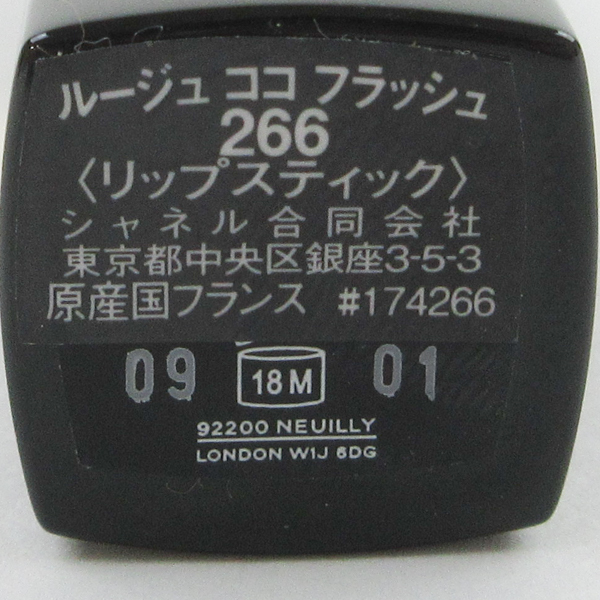 ルージュ ココ フラッシュ
266
〈リップスティック〉
シャネル合同会社
東京都中央区銀座3-5-3
原産国フランス #174266
09 18M 01
92200 NEUILLY
LONDON W1J 6DG